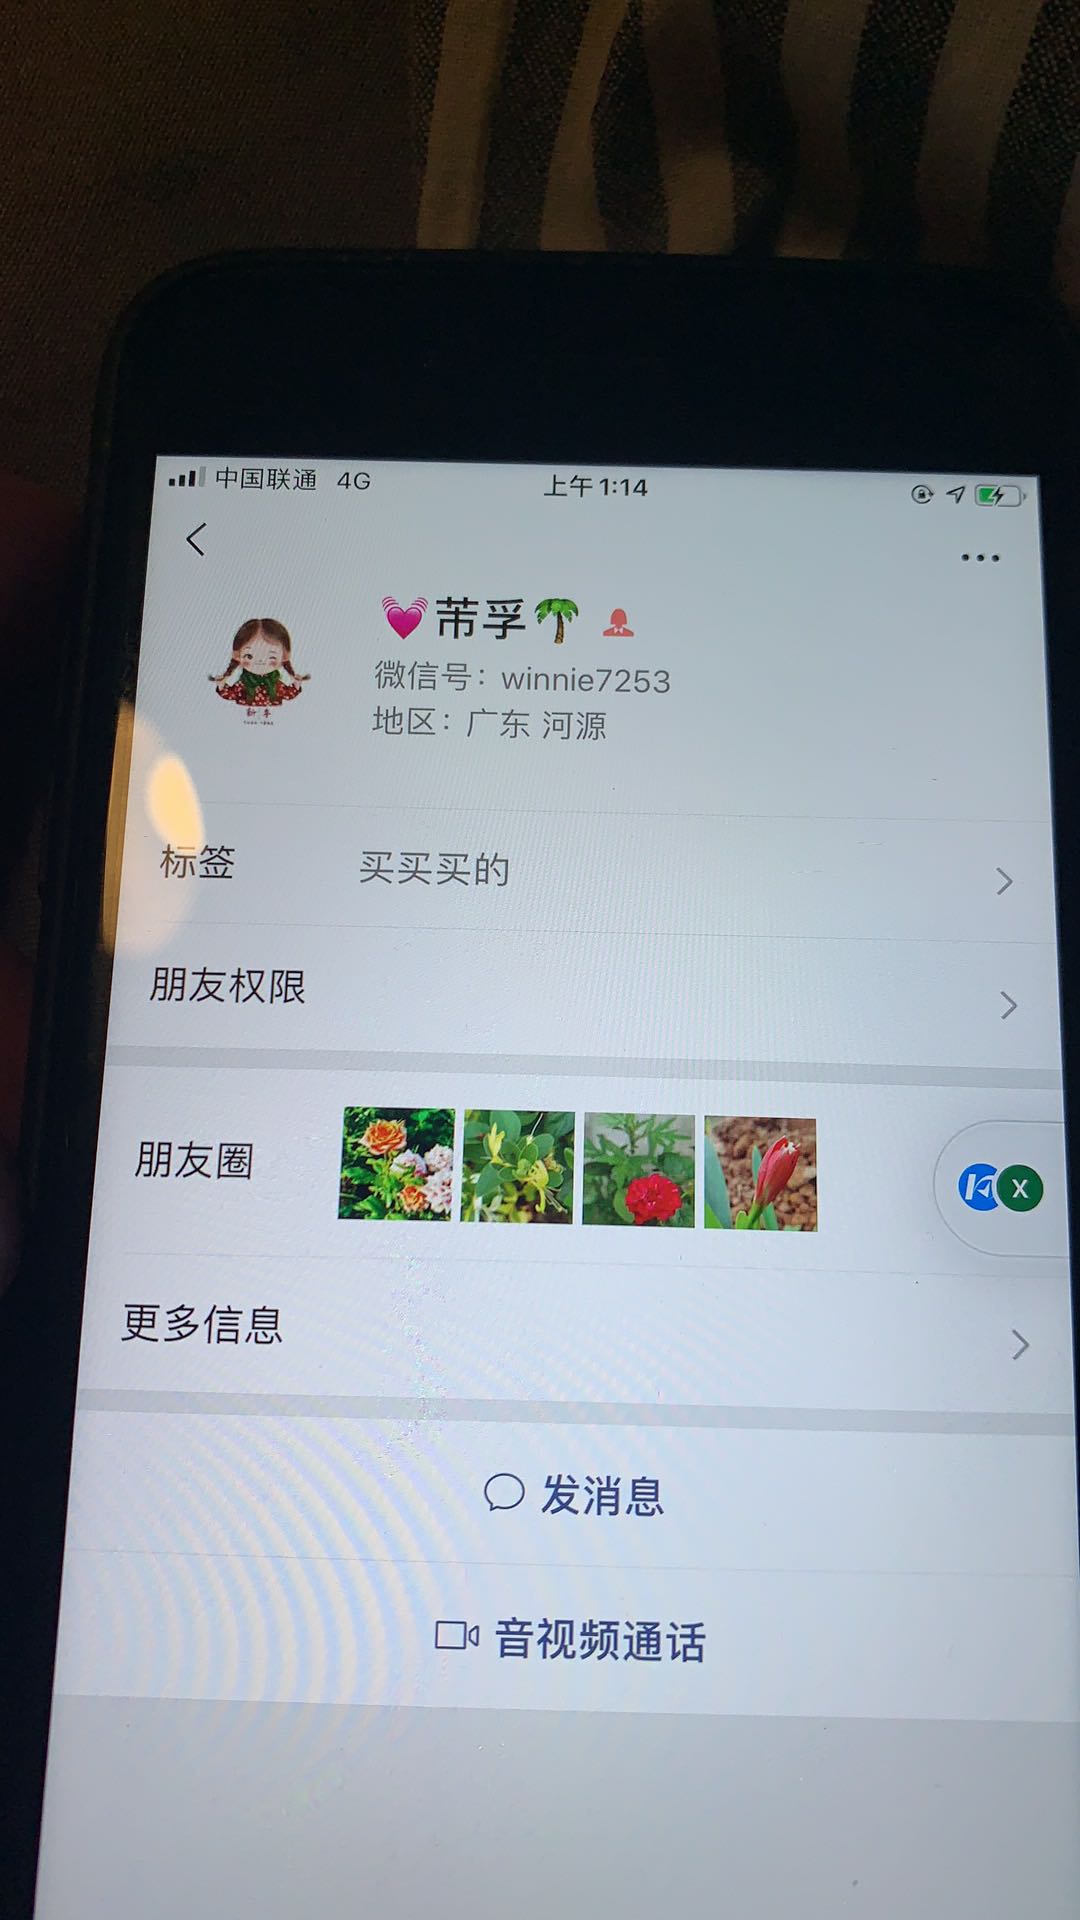 中国联通 4G 上午1:14
💓芾孚🌴
微信号：winnie7253
地区：广东 河源
标签 买买买的
朋友权限
朋友圈
X
更多信息
发消息
音视频通话